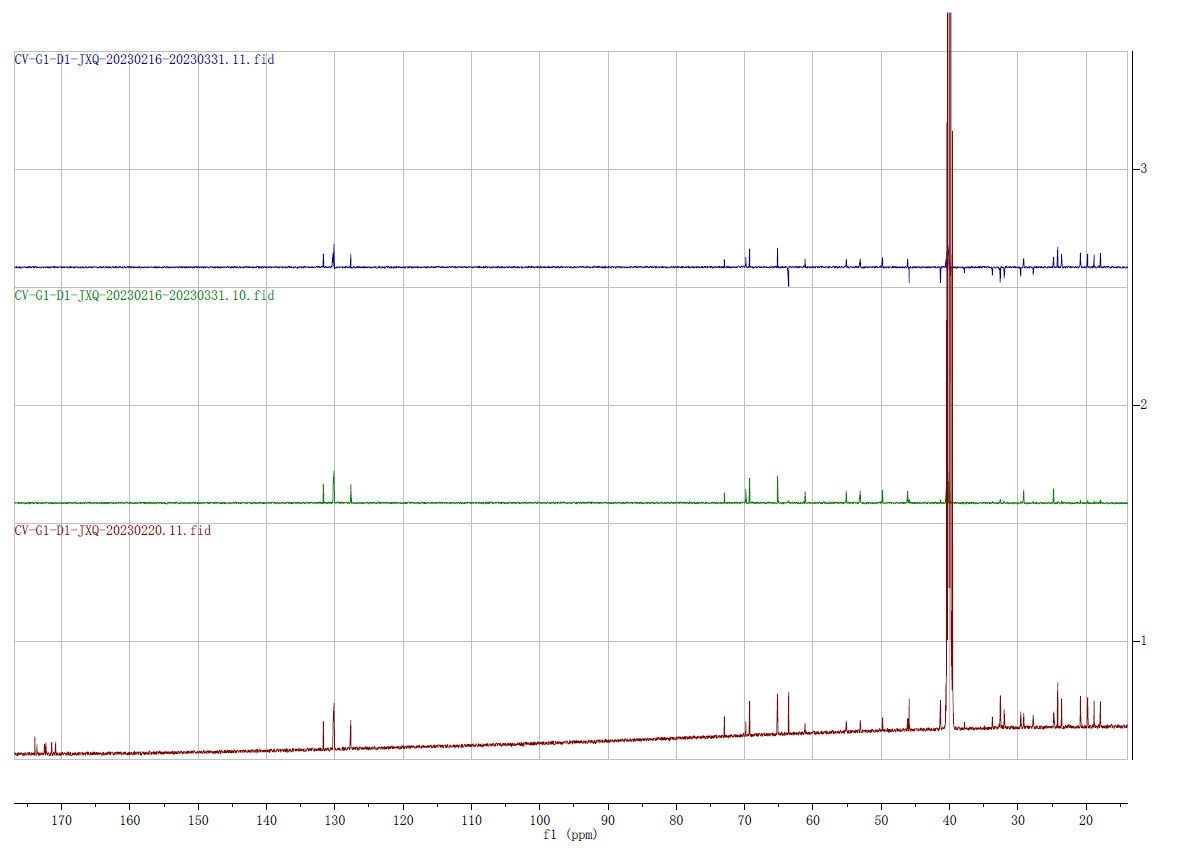 CV-G1-D1-JXQ-20230216-20230331.11.fid
3
CV-G1-D1-JXQ-20230216-20230331.10.fid
2
CV-G1-D1-JXQ-20230220.11.fid
1
170 160 150 140 130 120 110 100 90 80 70 60 50 40 30 20
f1 (ppm)